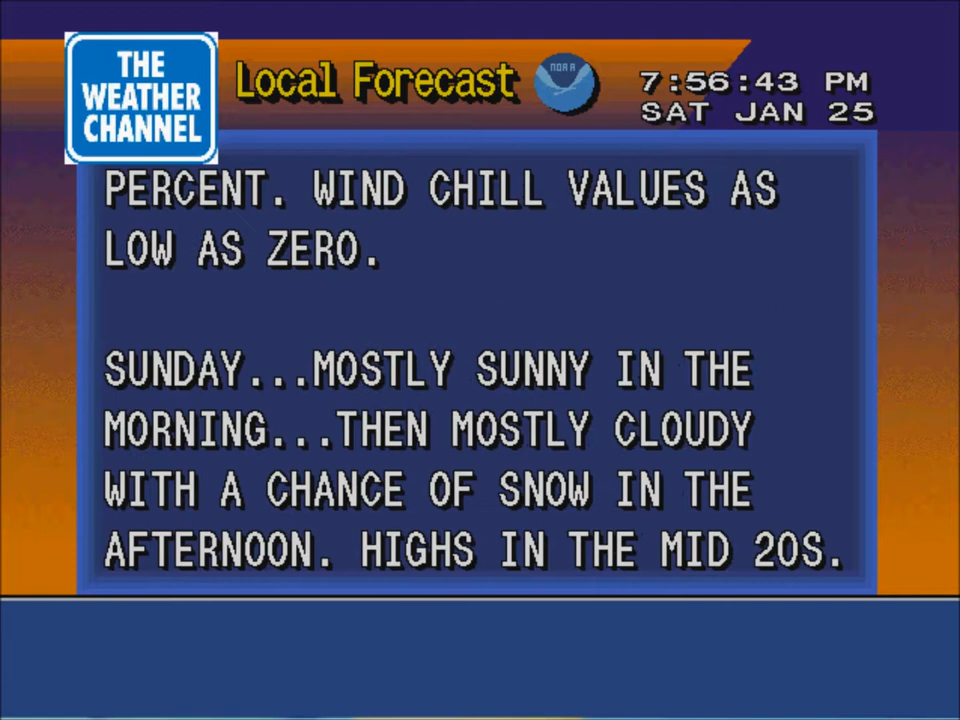 THE
WEATHER
CHANNEL
Local Forecast
NOAA
7:56:43 PM
SAT JAN 25
PERCENT. WIND CHILL VALUES AS
LOW AS ZERO.
SUNDAY...MOSTLY SUNNY IN THE
MORNING...THEN MOSTLY CLOUDY
WITH A CHANCE OF SNOW IN THE
AFTERNOON. HIGHS IN THE MID 20S.